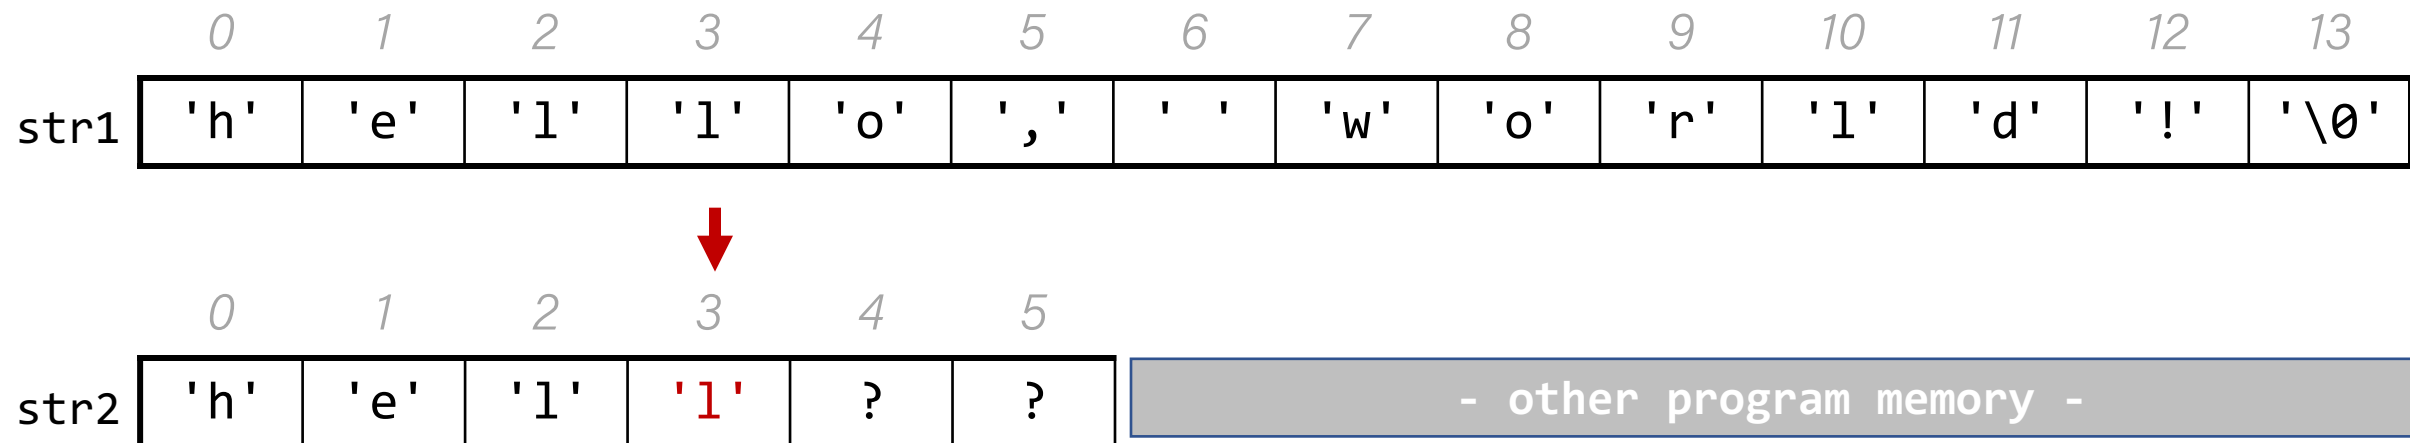 0 1 2 3 4 5 6 7 8 9 10 11 12 13
str1 'h' 'e' 'l' 'l' 'o' ',' ' ' 'w' 'o' 'r' 'l' 'd' '!' '\0'
0 1 2 3 4 5
str2 'h' 'e' 'l' 'l' ? ? - other program memory -